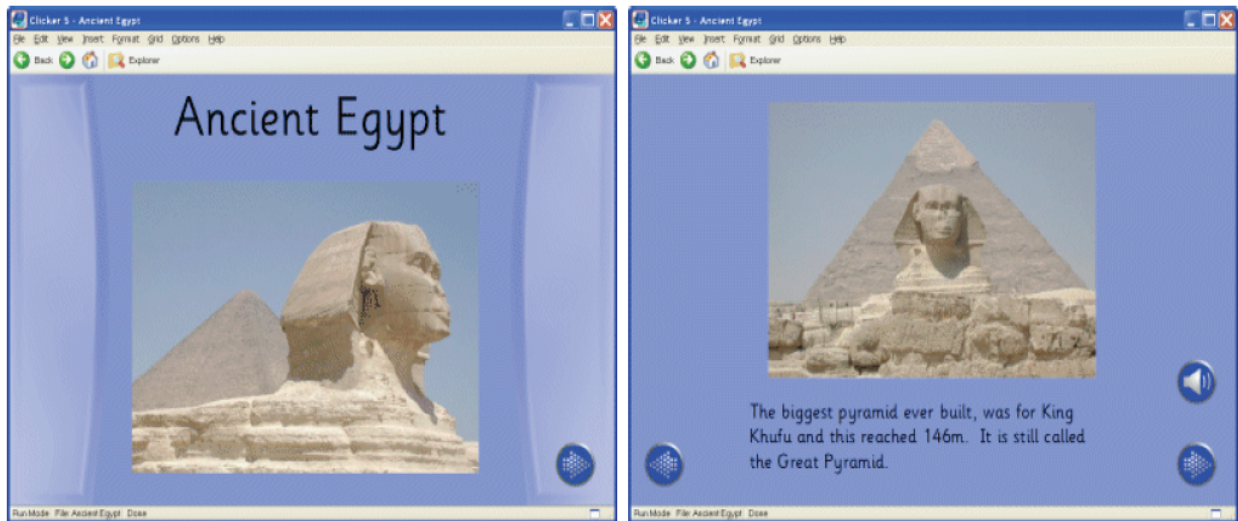 Clicker 5 - Ancient Egypt
File Edit View Insert Format Grid Options Help
Back Explorer
Ancient Egypt
Run Mode File: Ancient Egypt Done
Clicker 5 - Ancient Egypt
File Edit View Insert Format Grid Options Help
Back Explorer
The biggest pyramid ever built, was for King
Khufu and this reached 146m. It is still called
the Great Pyramid.
Run Mode File: Ancient Egypt Done